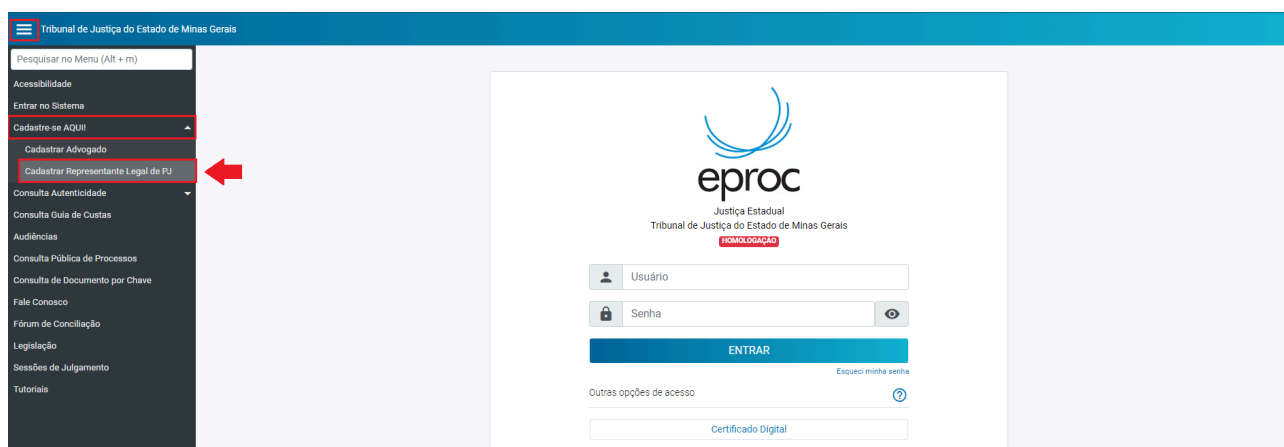 Tribunal de Justiça do Estado de Minas Gerais
Pesquisar no Menu (Alt + m)
Acessibilidade
Entrar no Sistema
Cadastre-se AQUI!
Cadastrar Advogado
Cadastrar Representante Legal de PJ
Consulta Autenticidade
Consulta Guia de Custas
Audiências
Consulta Pública de Processos
Consulta de Documento por Chave
Fale Conosco
Fórum de Conciliação
Legislação
Sessões de Julgamento
Tutoriais
eproc
Justiça Estadual
Tribunal de Justiça do Estado de Minas Gerais
HOMOLOGAÇÃO
Usuário
Senha
ENTRAR
Esqueci minha senha
Outras opções de acesso
Certificado Digital